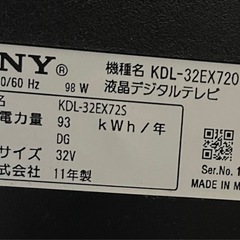 NY® 機種名 KDL-32EX720
0/60 Hz 98 W 液晶デジタルテレビ
名 KDL-32EX72S
電力量 93 kWh/年
DG
サイズ 32V
式会社 11年製
Ser.No. 1
MADE IN M